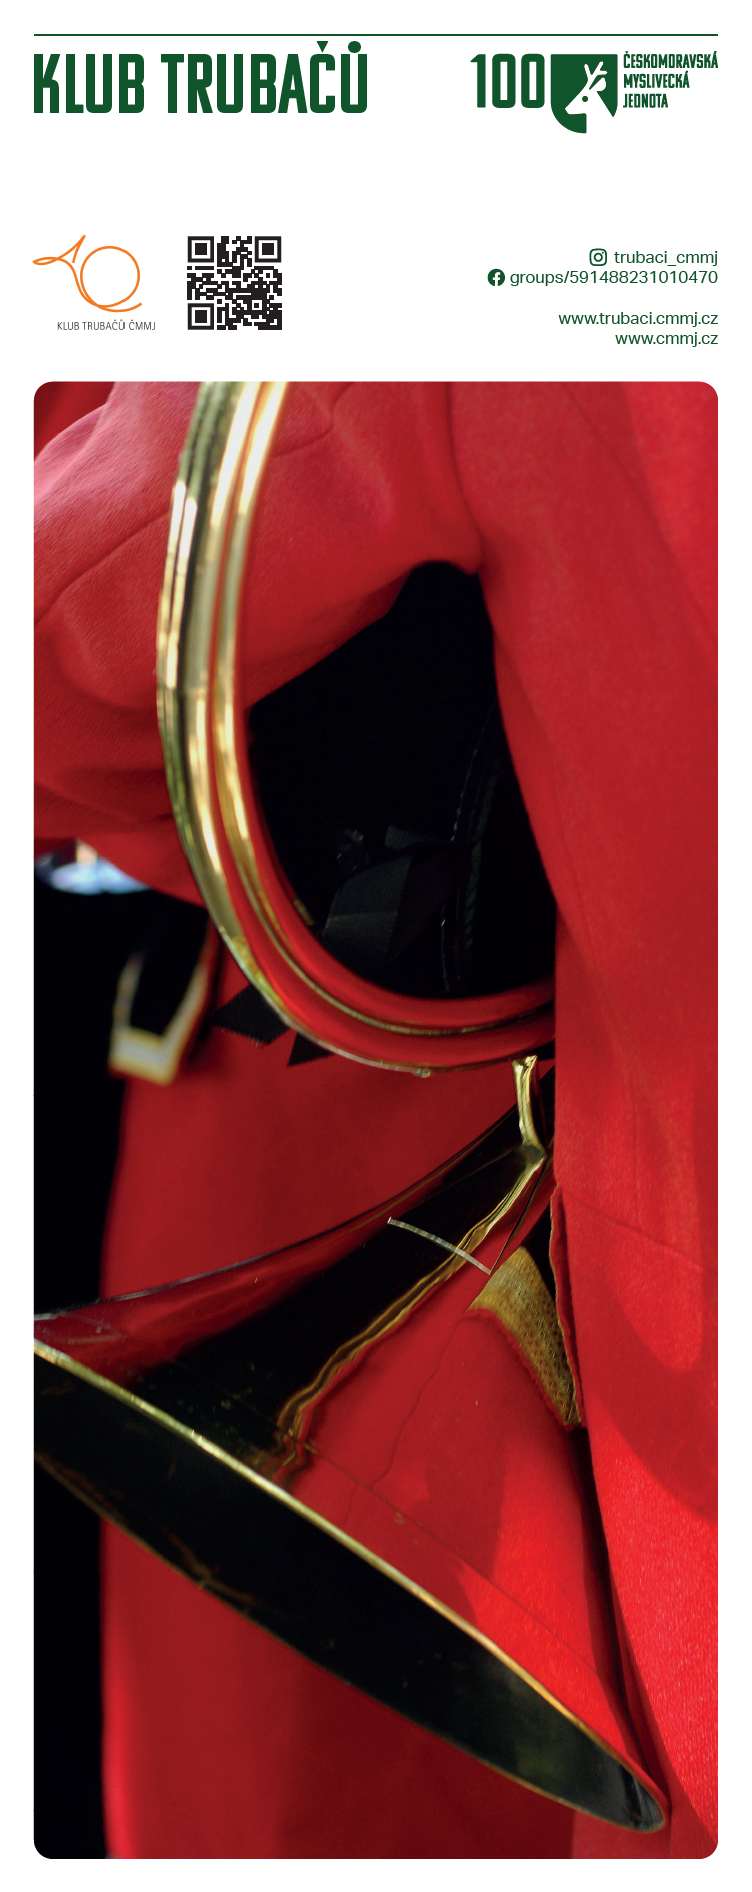 KLUB TRUBAČŮ
100
ČESKOMORAVSKÁ
MYSLIVECKÁ
JEDNOTA
KLUB TRUBAČŮ ČMMJ
trubaci_cmmj
groups/591488231010470
www.trubaci.cmmj.cz
www.cmmj.cz